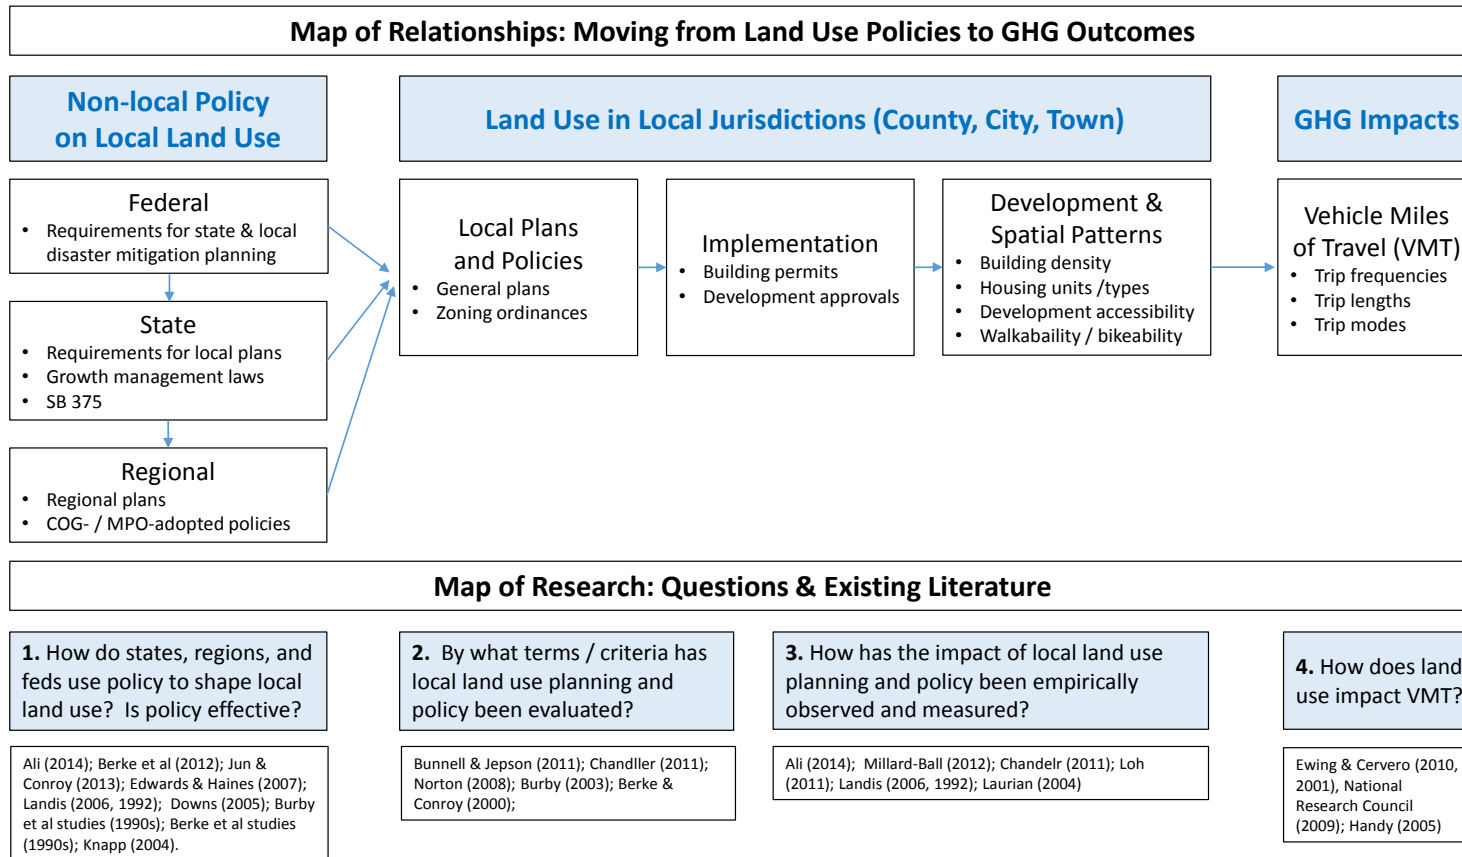 Map of Relationships: Moving from Land Use Policies to GHG Outcomes
Non-local Policy
on Local Land Use
Land Use in Local Jurisdictions (County, City, Town)
GHG Impacts
Federal
• Requirements for state & local
disaster mitigation planning
State
• Requirements for local plans
• Growth management laws
• SB 375
Regional
• Regional plans
• COG- / MPO-adopted policies
Local Plans
and Policies
• General plans
• Zoning ordinances
Implementation
• Building permits
• Development approvals
Development &
Spatial Patterns
• Building density
• Housing units /types
• Development accessibility
• Walkabaility / bikeability
Vehicle Miles
of Travel (VMT)
• Trip frequencies
• Trip lengths
• Trip modes
Map of Research: Questions & Existing Literature
1. How do states, regions, and
feds use policy to shape local
land use? Is policy effective?
2. By what terms / criteria has
local land use planning and
policy been evaluated?
3. How has the impact of local land use
planning and policy been empirically
observed and measured?
4. How does land
use impact VMT?
Ali (2014); Berke et al (2012); Jun &
Conroy (2013); Edwards & Haines (2007);
Landis (2006, 1992); Downs (2005); Burby
et al studies (1990s); Berke et al studies
(1990s); Knapp (2004).
Bunnell & Jepson (2011); Chandller (2011);
Norton (2008); Burby (2003); Berke &
Conroy (2000);
Ali (2014); Millard-Ball (2012); Chandelr (2011); Loh
(2011); Landis (2006, 1992); Laurian (2004)
Ewing & Cervero (2010,
2001), National
Research Council
(2009); Handy (2005)